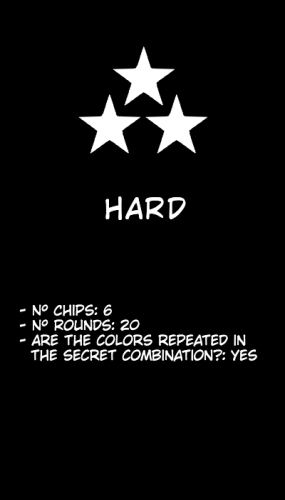 HARD
- Nº CHIPS: 6
- Nº ROUNDS: 20
- ARE THE COLORS REPEATED IN
THE SECRET COMBINATION?: YES